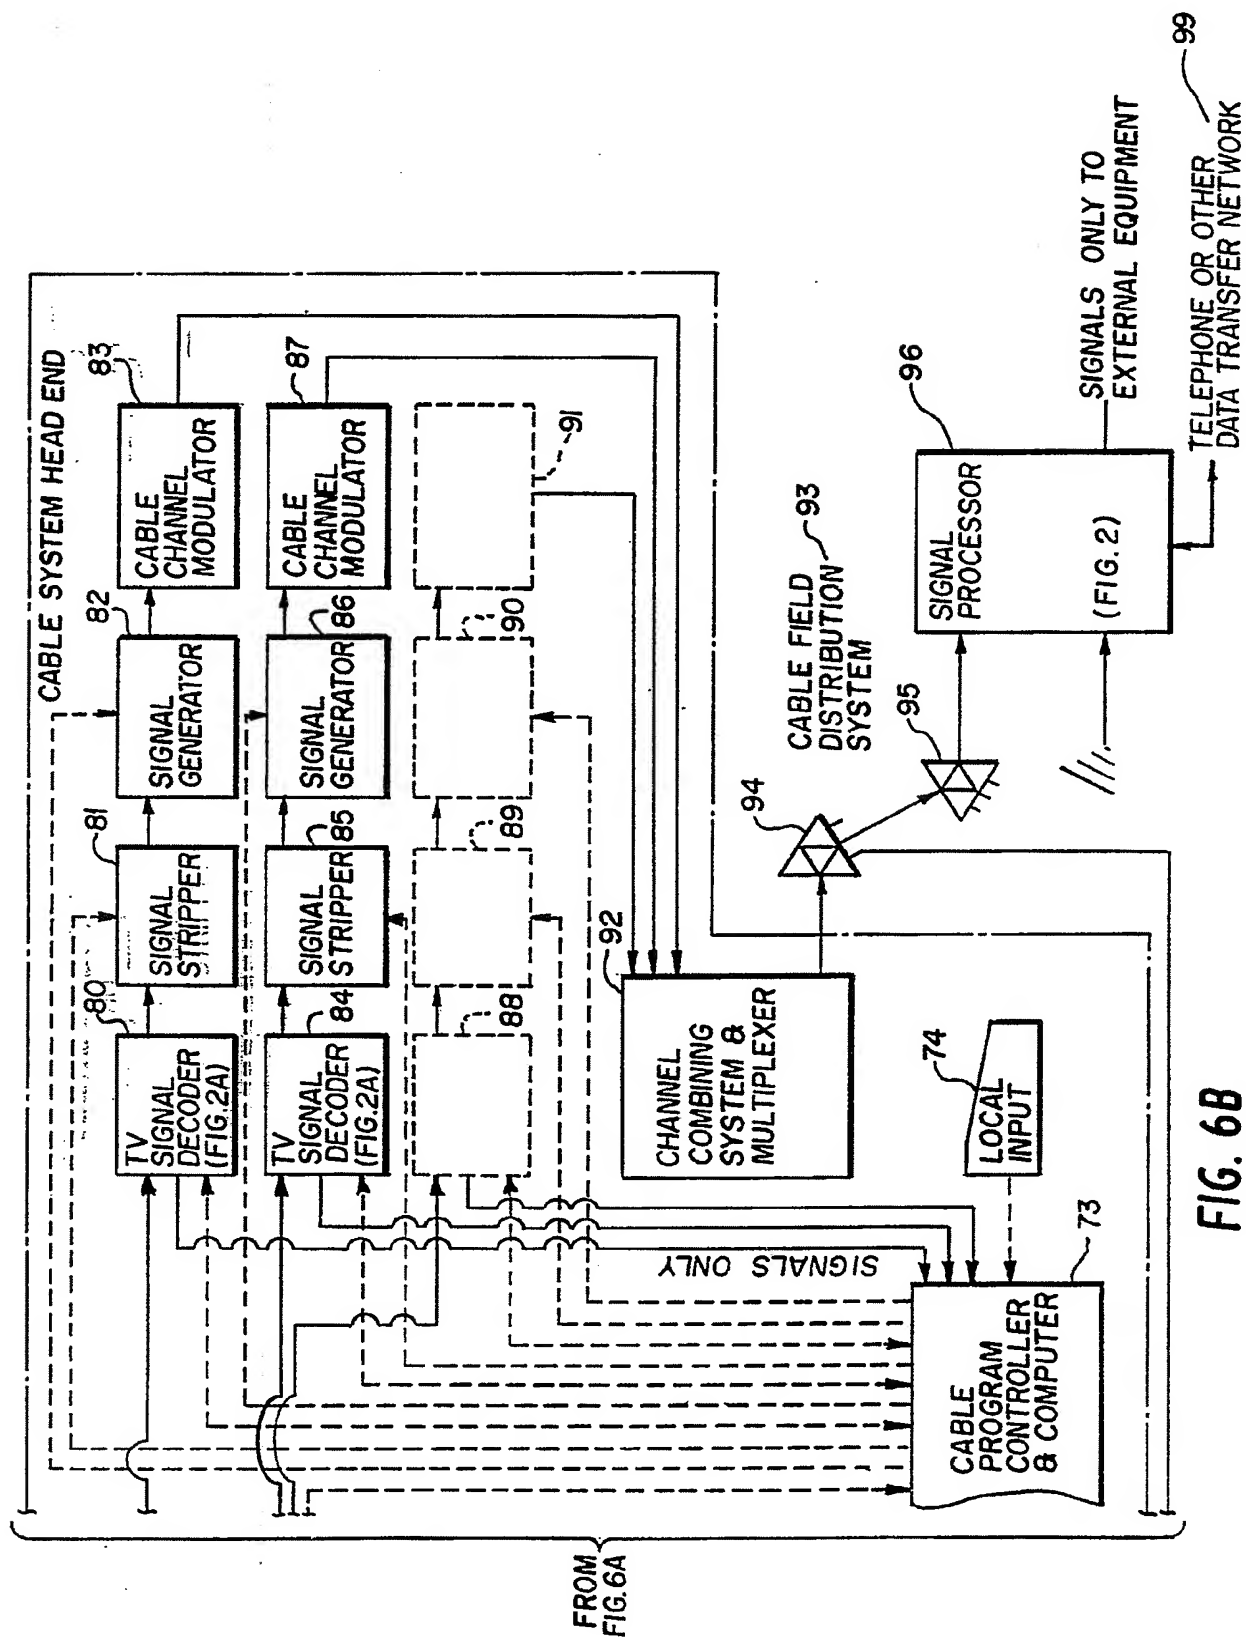 CABLE SYSTEM HEAD END
80
TV
SIGNAL
DECODER
(FIG.2A)
81
SIGNAL
STRIPPER
82
SIGNAL
GENERATOR
83
CABLE
CHANNEL
MODULATOR
84
TV
SIGNAL
DECODER
(FIG.2A)
85
SIGNAL
STRIPPER
86
SIGNAL
GENERATOR
87
CABLE
CHANNEL
MODULATOR
88
89
90
91
SIGNALS ONLY
92
CHANNEL
COMBINING
SYSTEM &
MULTIPLEXER
CABLE FIELD
DISTRIBUTION
SYSTEM
93
94
95
96
SIGNAL
PROCESSOR
(FIG. 2)
SIGNALS ONLY TO
EXTERNAL EQUIPMENT
99
TELEPHONE OR OTHER
DATA TRANSFER NETWORK
74
LOCAL
INPUT
73
CABLE
PROGRAM
CONTROLLER
& COMPUTER
FROM
FIG.6A
FIG. 6B